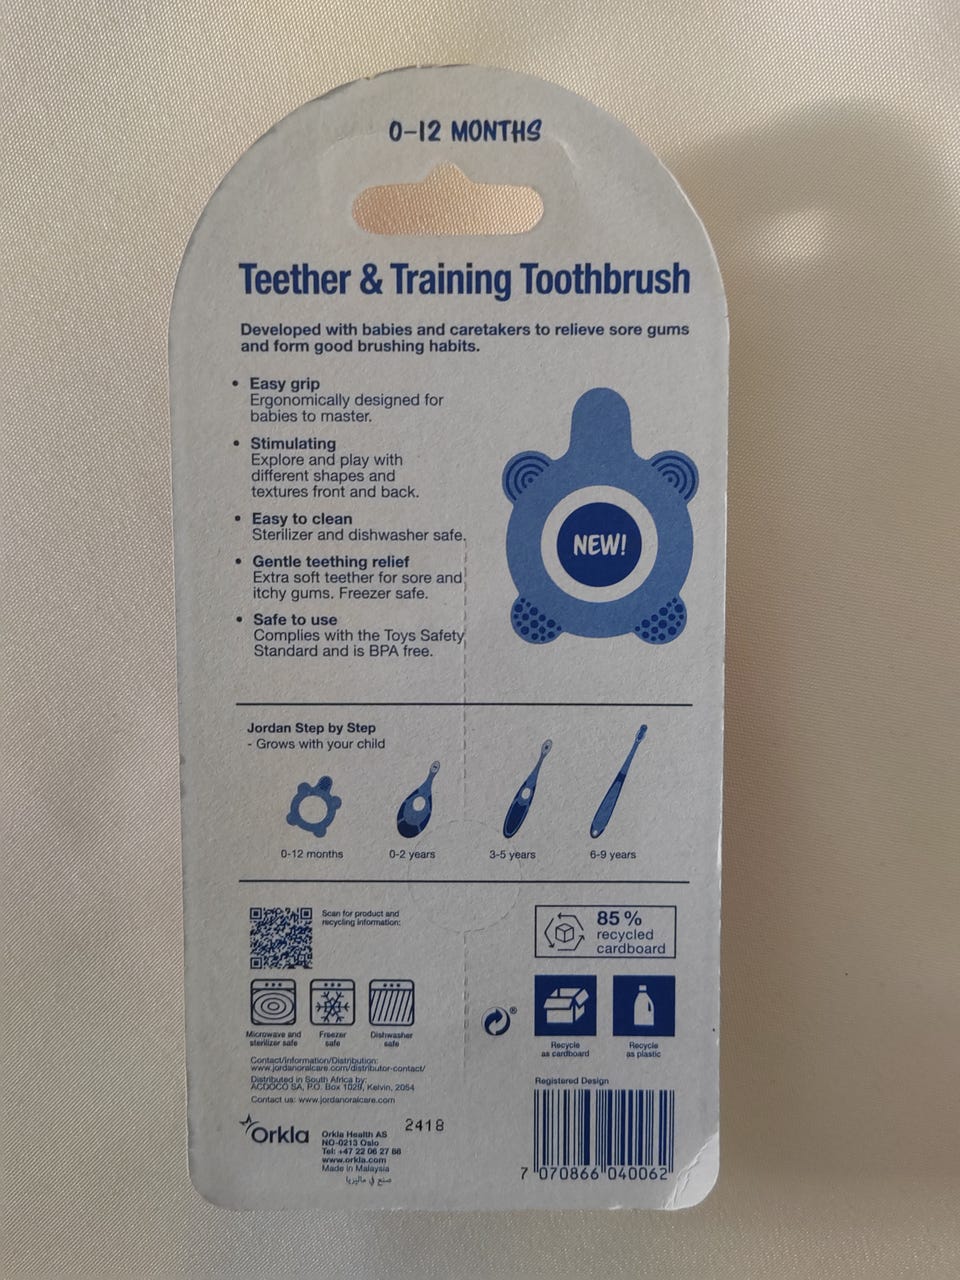 0-12 MONTHS
Teether & Training Toothbrush
Developed with babies and caretakers to relieve sore gums
and form good brushing habits.
• Easy grip
Ergonomically designed for
babies to master.
• Stimulating
Explore and play with
different shapes and
textures front and back.
• Easy to clean
Sterilizer and dishwasher safe.
• Gentle teething relief
Extra soft teether for sore and
itchy gums. Freezer safe.
• Safe to use
Complies with the Toys Safety
Standard and is BPA free.
NEW!
Jordan Step by Step
- Grows with your child
0-12 months
0-2 years
3-5 years
6-9 years
Scan for product and
recycling information:
85 %
recycled
cardboard
Microwave and
sterilizer safe
Freezer
safe
Dishwasher
safe
®
Recycle
as cardboard
Recycle
as plastic
Contact/Information/Distribution:
www.jordanoralcare.com/distributor-contact/
Distributed in South Africa by:
ACDOCO SA, P.O. Box 1029, Kelvin, 2054
Contact us: www.jordanoralcare.com
Registered Design
Orkla
Orkla Health AS
NO-0213 Oslo
Tel: +47 22 06 27 88
www.orkla.com
Made in Malaysia
صنع في ماليزيا
2418
7 070866 040062